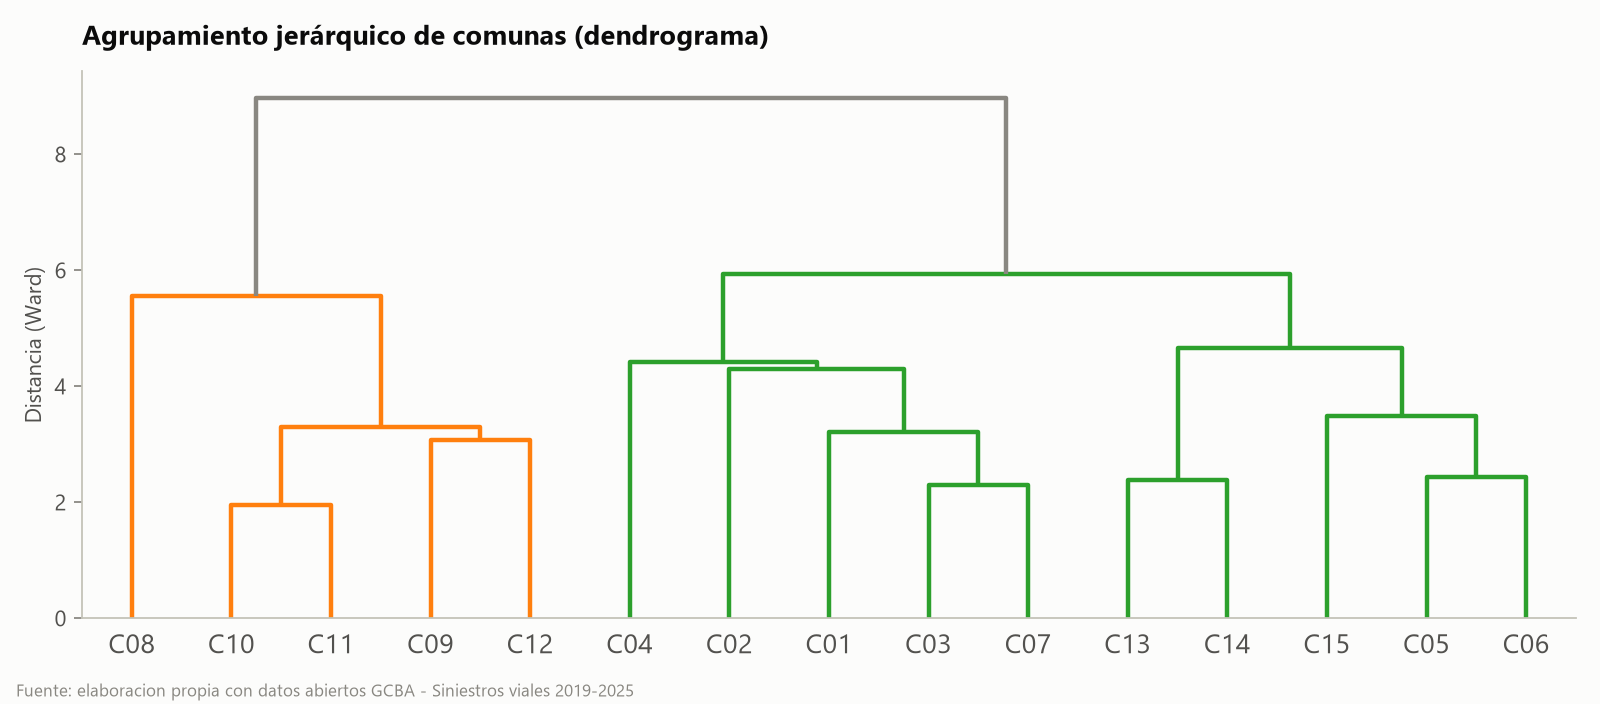 Agrupamiento jerárquico de comunas (dendrograma)
Distancia (Ward)
8
6
4
2
0
C08 C10 C11 C09 C12 C04 C02 C01 C03 C07 C13 C14 C15 C05 C06
Fuente: elaboracion propia con datos abiertos GCBA - Siniestros viales 2019-2025